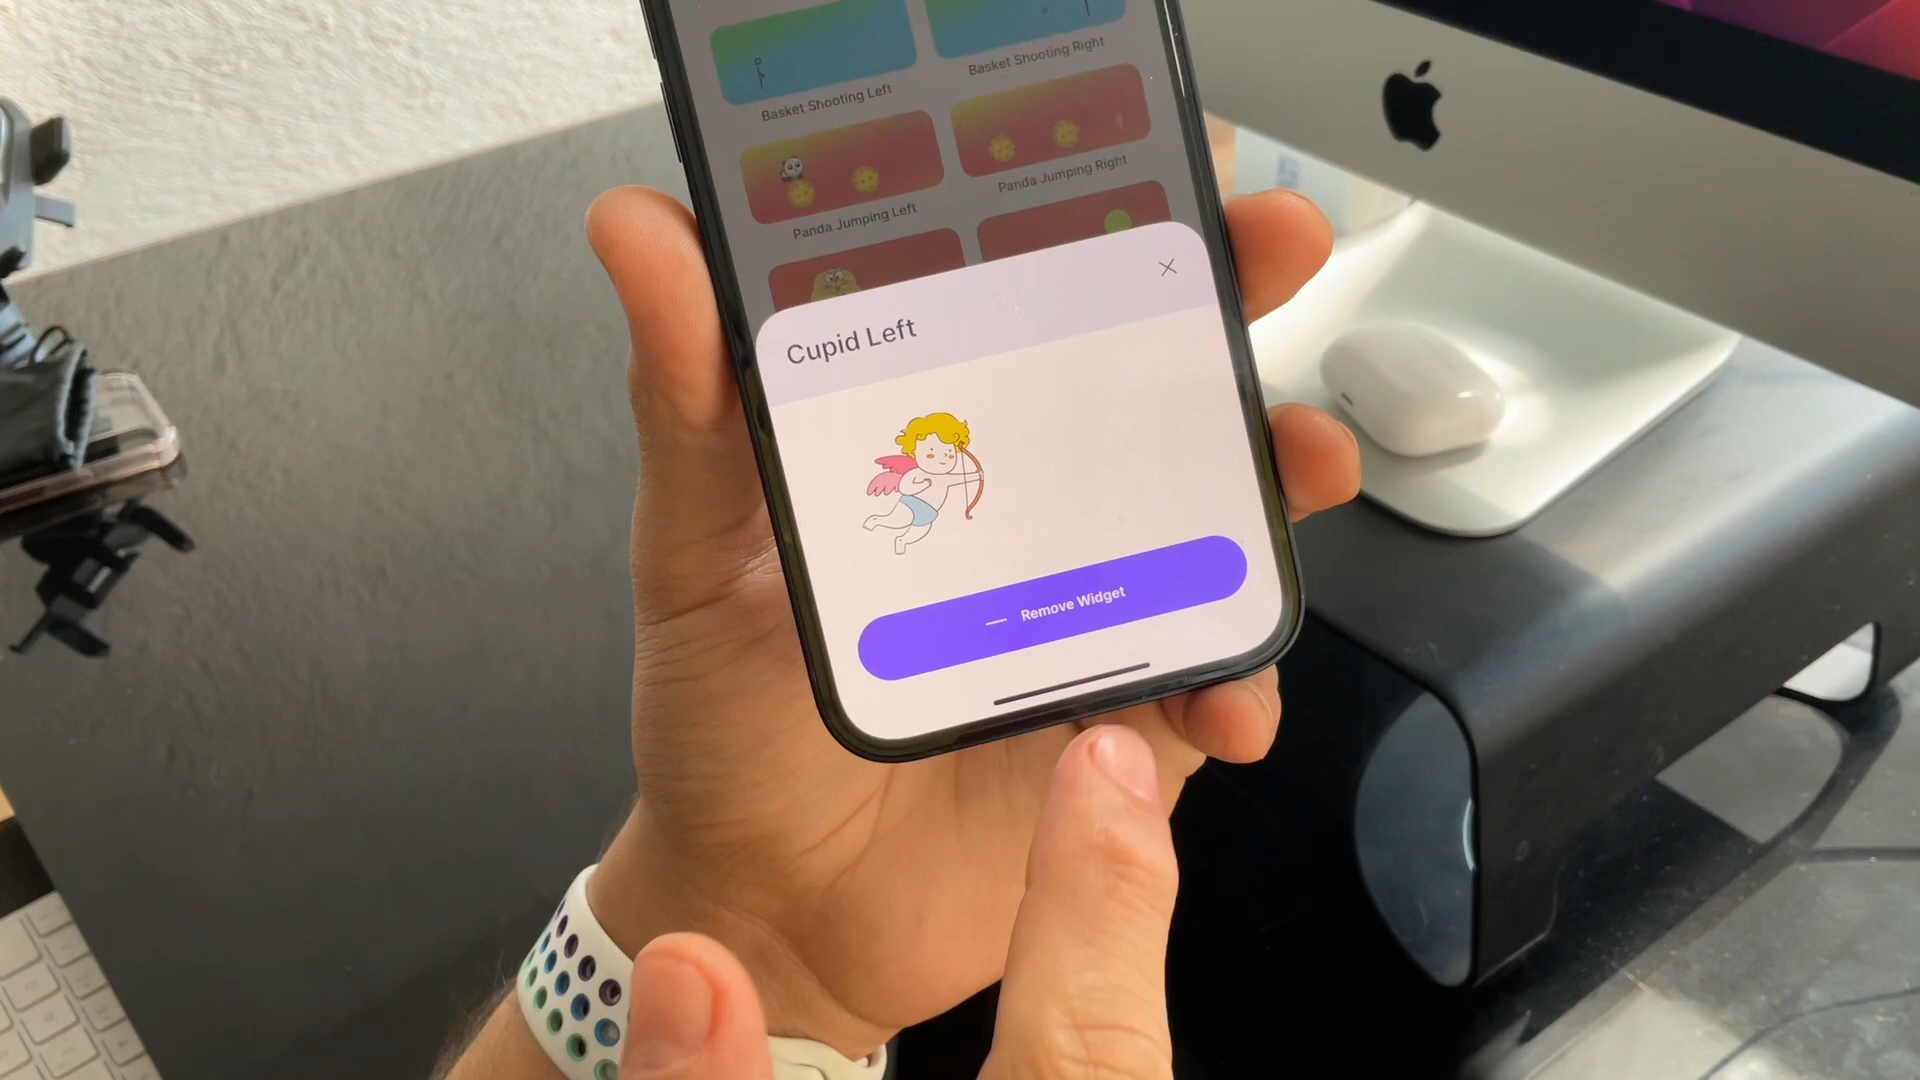 Basket Shooting Left
Basket Shooting Right
Panda Jumping Left
Panda Jumping Right
Cupid Left
Remove Widget